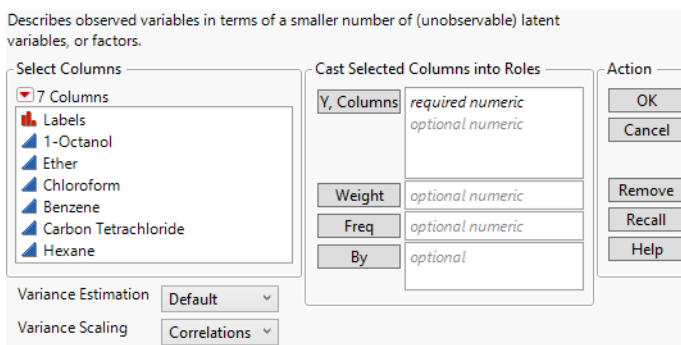 Describes observed variables in terms of a smaller number of (unobservable) latent
variables, or factors.
Select Columns
7 Columns
Labels
1-Octanol
Ether
Chloroform
Benzene
Carbon Tetrachloride
Hexane
Variance Estimation Default
Variance Scaling Correlations
Cast Selected Columns into Roles
Y, Columns required numeric
optional numeric
Weight optional numeric
Freq optional numeric
By optional
Action
OK
Cancel
Remove
Recall
Help